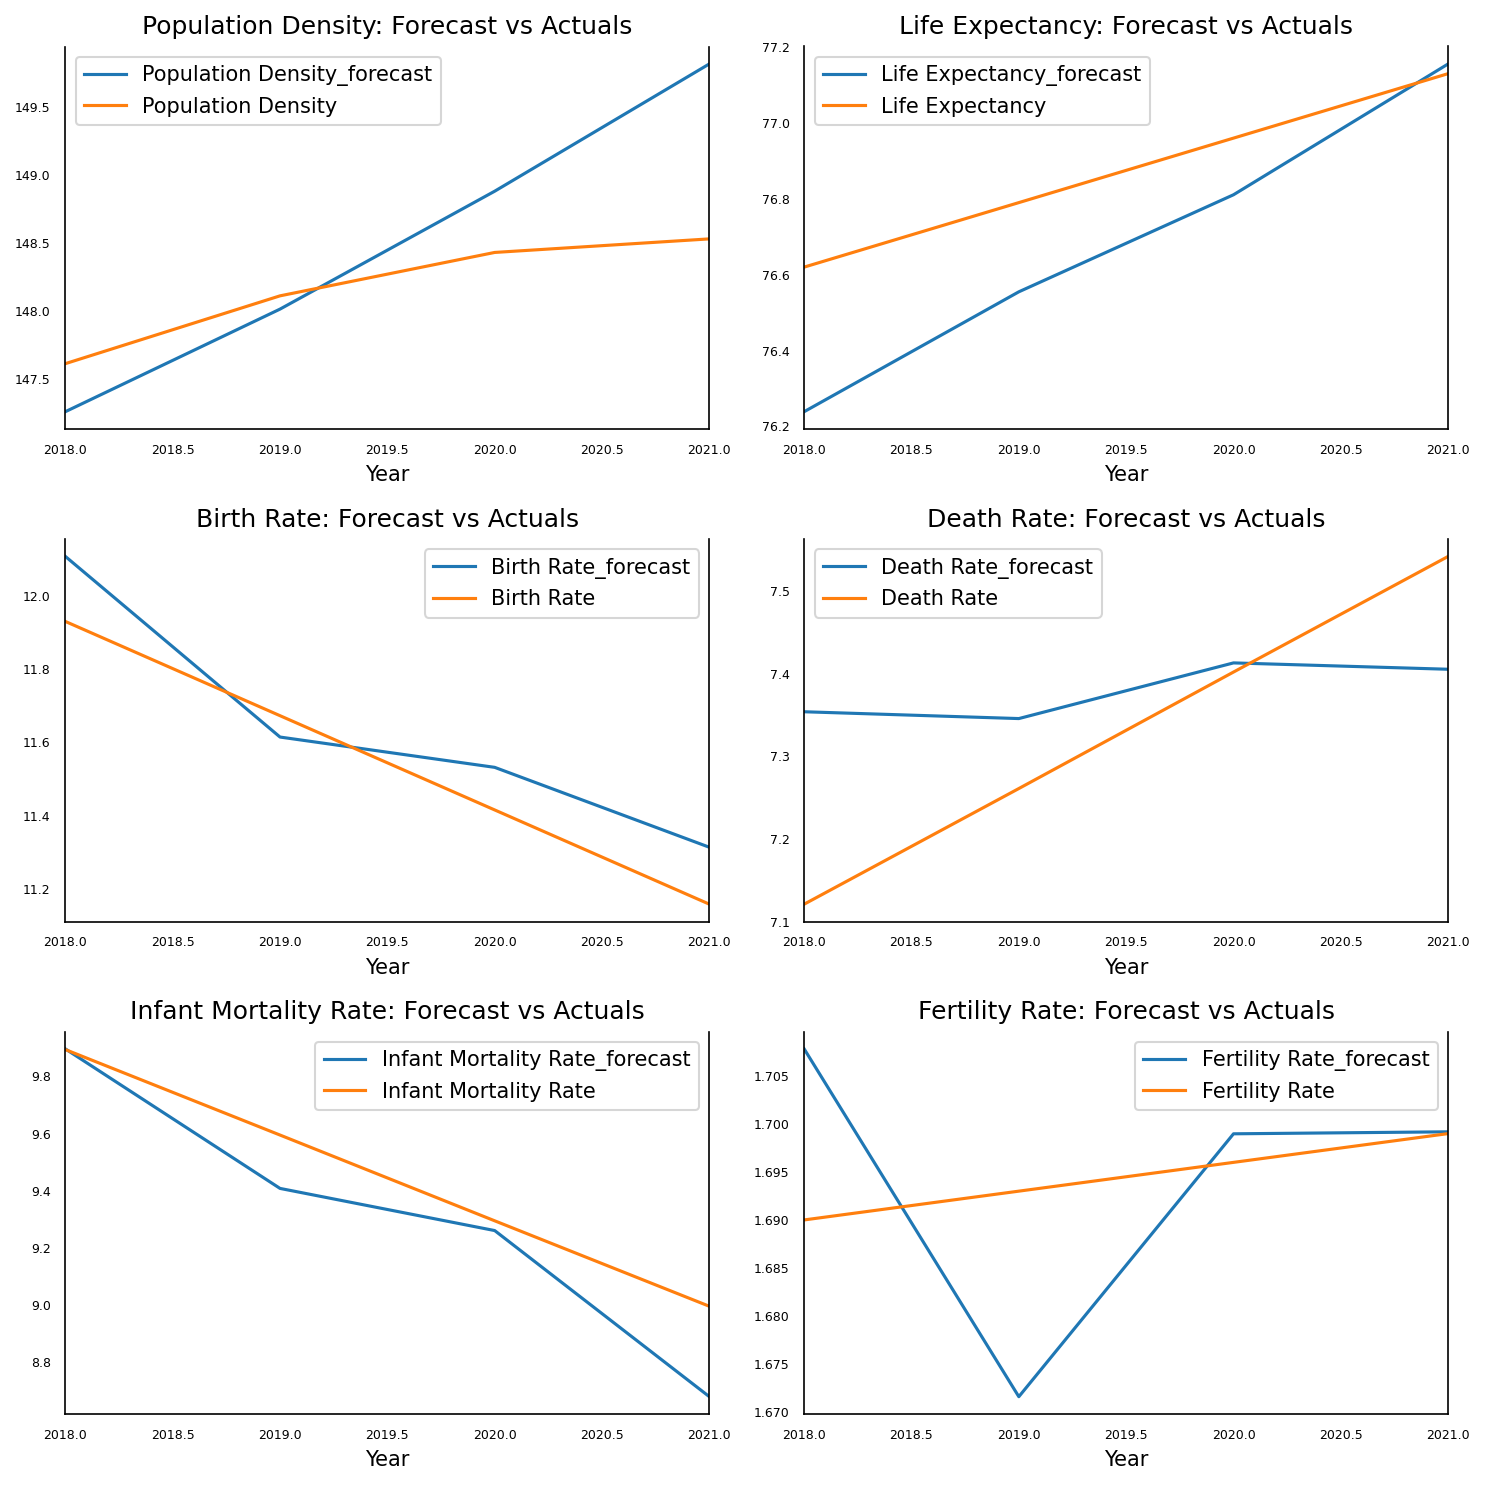 Population Density: Forecast vs Actuals
Population Density_forecast
Population Density
149.5
149.0
148.5
148.0
147.5
2018.0 2018.5 2019.0 2019.5 2020.0 2020.5 2021.0
Year
Life Expectancy: Forecast vs Actuals
Life Expectancy_forecast
Life Expectancy
77.2
77.0
76.8
76.6
76.4
76.2
2018.0 2018.5 2019.0 2019.5 2020.0 2020.5 2021.0
Year
Birth Rate: Forecast vs Actuals
Birth Rate_forecast
Birth Rate
12.0
11.8
11.6
11.4
11.2
2018.0 2018.5 2019.0 2019.5 2020.0 2020.5 2021.0
Year
Death Rate: Forecast vs Actuals
Death Rate_forecast
Death Rate
7.5
7.4
7.3
7.2
7.1
2018.0 2018.5 2019.0 2019.5 2020.0 2020.5 2021.0
Year
Infant Mortality Rate: Forecast vs Actuals
Infant Mortality Rate_forecast
Infant Mortality Rate
9.8
9.6
9.4
9.2
9.0
8.8
2018.0 2018.5 2019.0 2019.5 2020.0 2020.5 2021.0
Year
Fertility Rate: Forecast vs Actuals
Fertility Rate_forecast
Fertility Rate
1.705
1.700
1.695
1.690
1.685
1.680
1.675
1.670
2018.0 2018.5 2019.0 2019.5 2020.0 2020.5 2021.0
Year